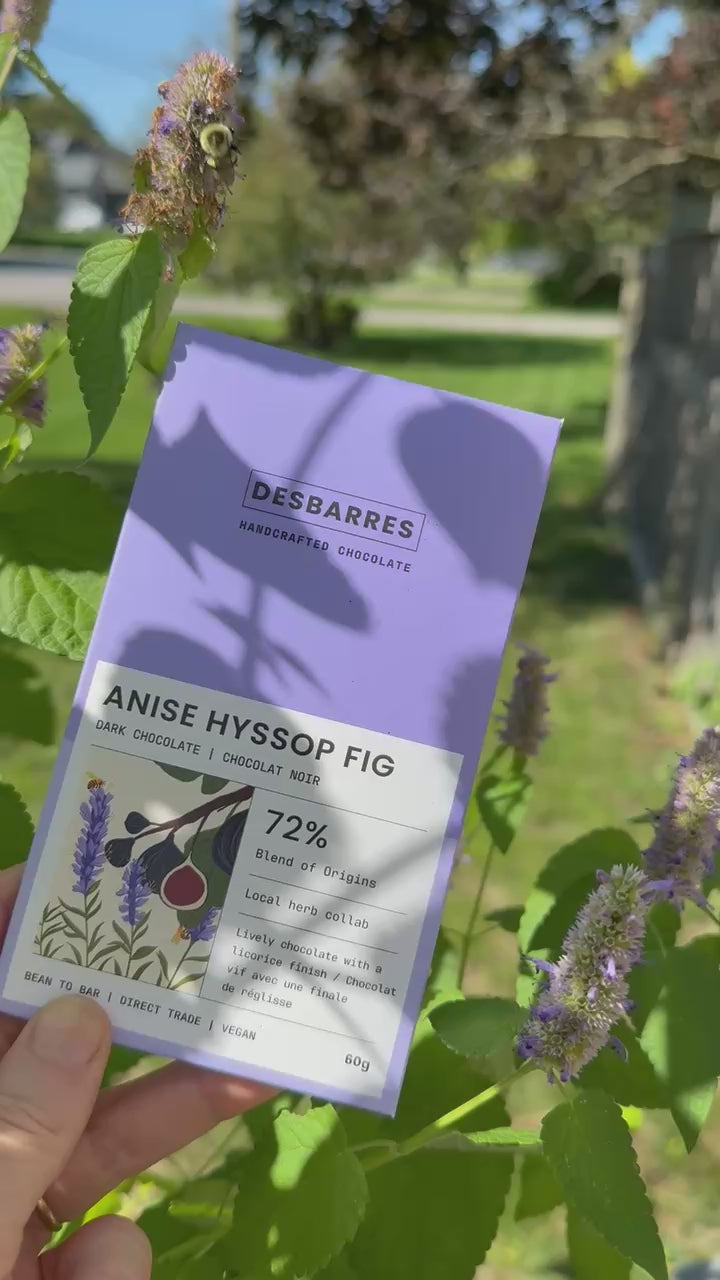 DESBARRES
HANDCRAFTED CHOCOLATE
ANISE HYSSOP FIG
DARK CHOCOLATE | CHOCOLAT NOIR
72%
Blend of Origins
Local herb collab
Lively chocolate with a
licorice finish / Chocolat
vif avec une finale
de réglisse
BEAN TO BAR | DIRECT TRADE | VEGAN
60g